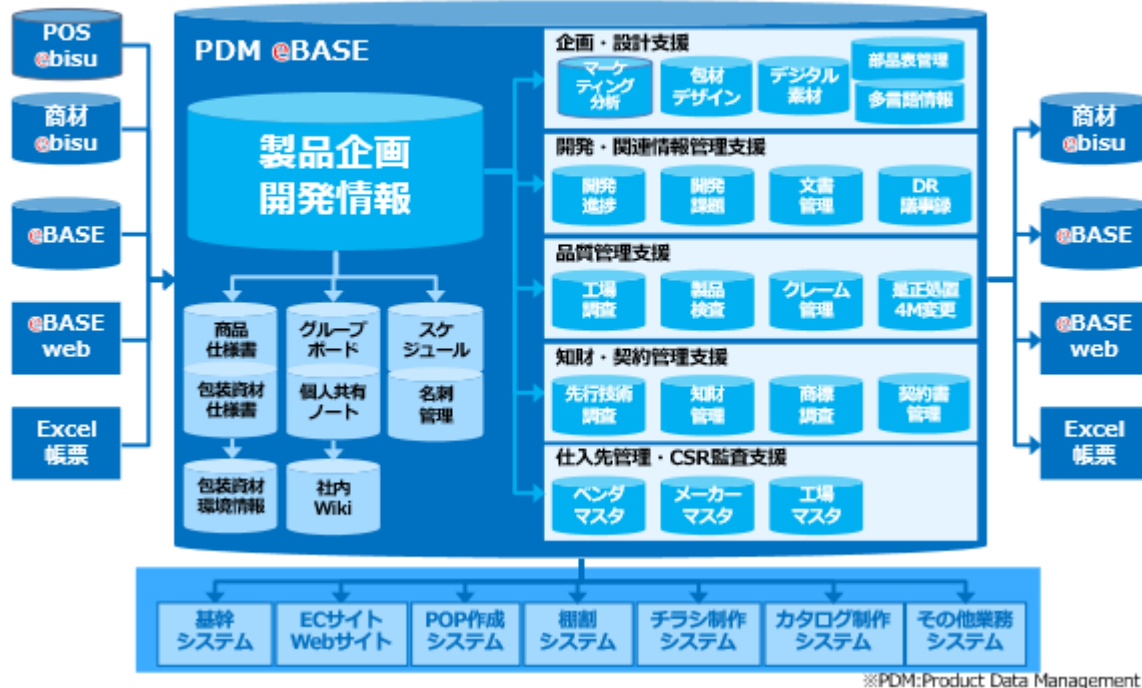 POS
ebisu
商材
ebisu
eBASE
eBASE
web
Excel
帳票
PDM eBASE
製品企画
開発情報
商品
仕様書
グループ
ボード
スケ
ジュール
包装資材
仕様書
個人共有
ノート
名刺
管理
包装資材
環境情報
社内
Wiki
企画・設計支援
マーケ
ティング
分析
包材
デザイン
デジタル
素材
部品表管理
多言語情報
開発・関連情報管理支援
開発
進捗
開発
課題
文書
管理
DR
議事録
品質管理支援
工場
調査
製品
検査
クレーム
管理
是正処置
4M変更
知財・契約管理支援
先行技術
調査
知財
管理
商標
調査
契約書
管理
仕入先管理・CSR監査支援
ベンダ
マスタ
メーカー
マスタ
工場
マスタ
商材
ebisu
eBASE
eBASE
web
Excel
帳票
基幹
システム
ECサイト
Webサイト
POP作成
システム
棚割
システム
チラシ制作
システム
カタログ制作
システム
その他業務
システム
※PDM:Product Data Management